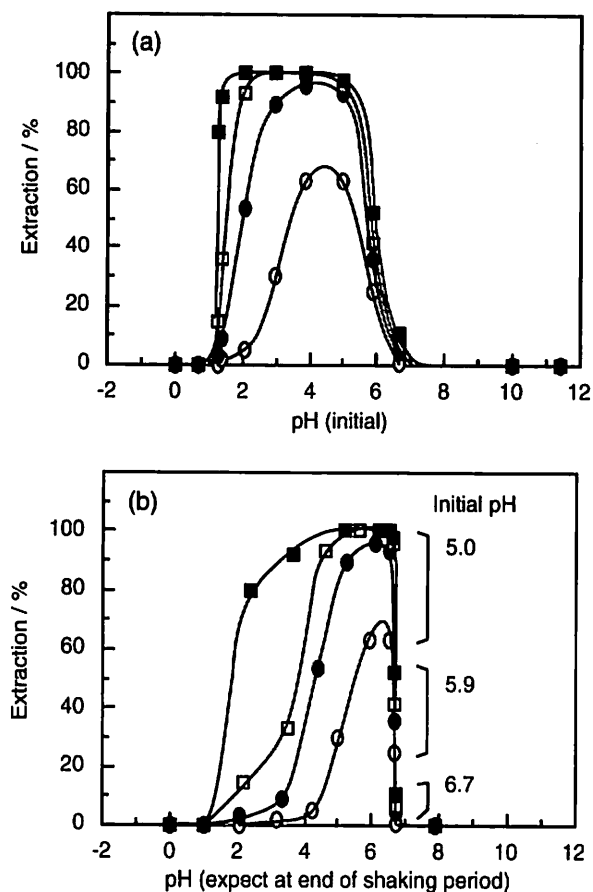 (a)
100
80
60
40
20
0
Extraction / %
-2 0 2 4 6 8 10 12
pH (initial)
(b)
Initial pH
100
80
60
40
20
0
5.0
5.9
6.7
Extraction / %
-2 0 2 4 6 8 10 12
pH (expect at end of shaking period)